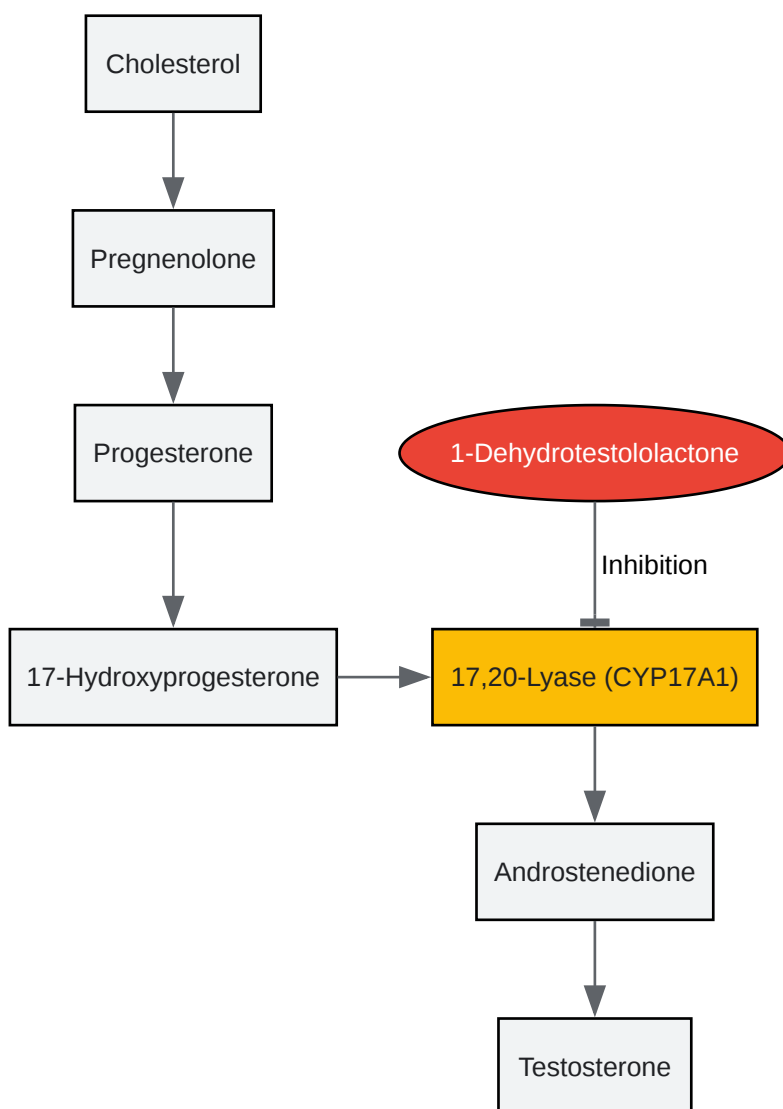 Cholesterol
Pregnenolone
Progesterone
1-Dehydrotestololactone
Inhibition
17-Hydroxyprogesterone
17,20-Lyase (CYP17A1)
Androstenedione
Testosterone